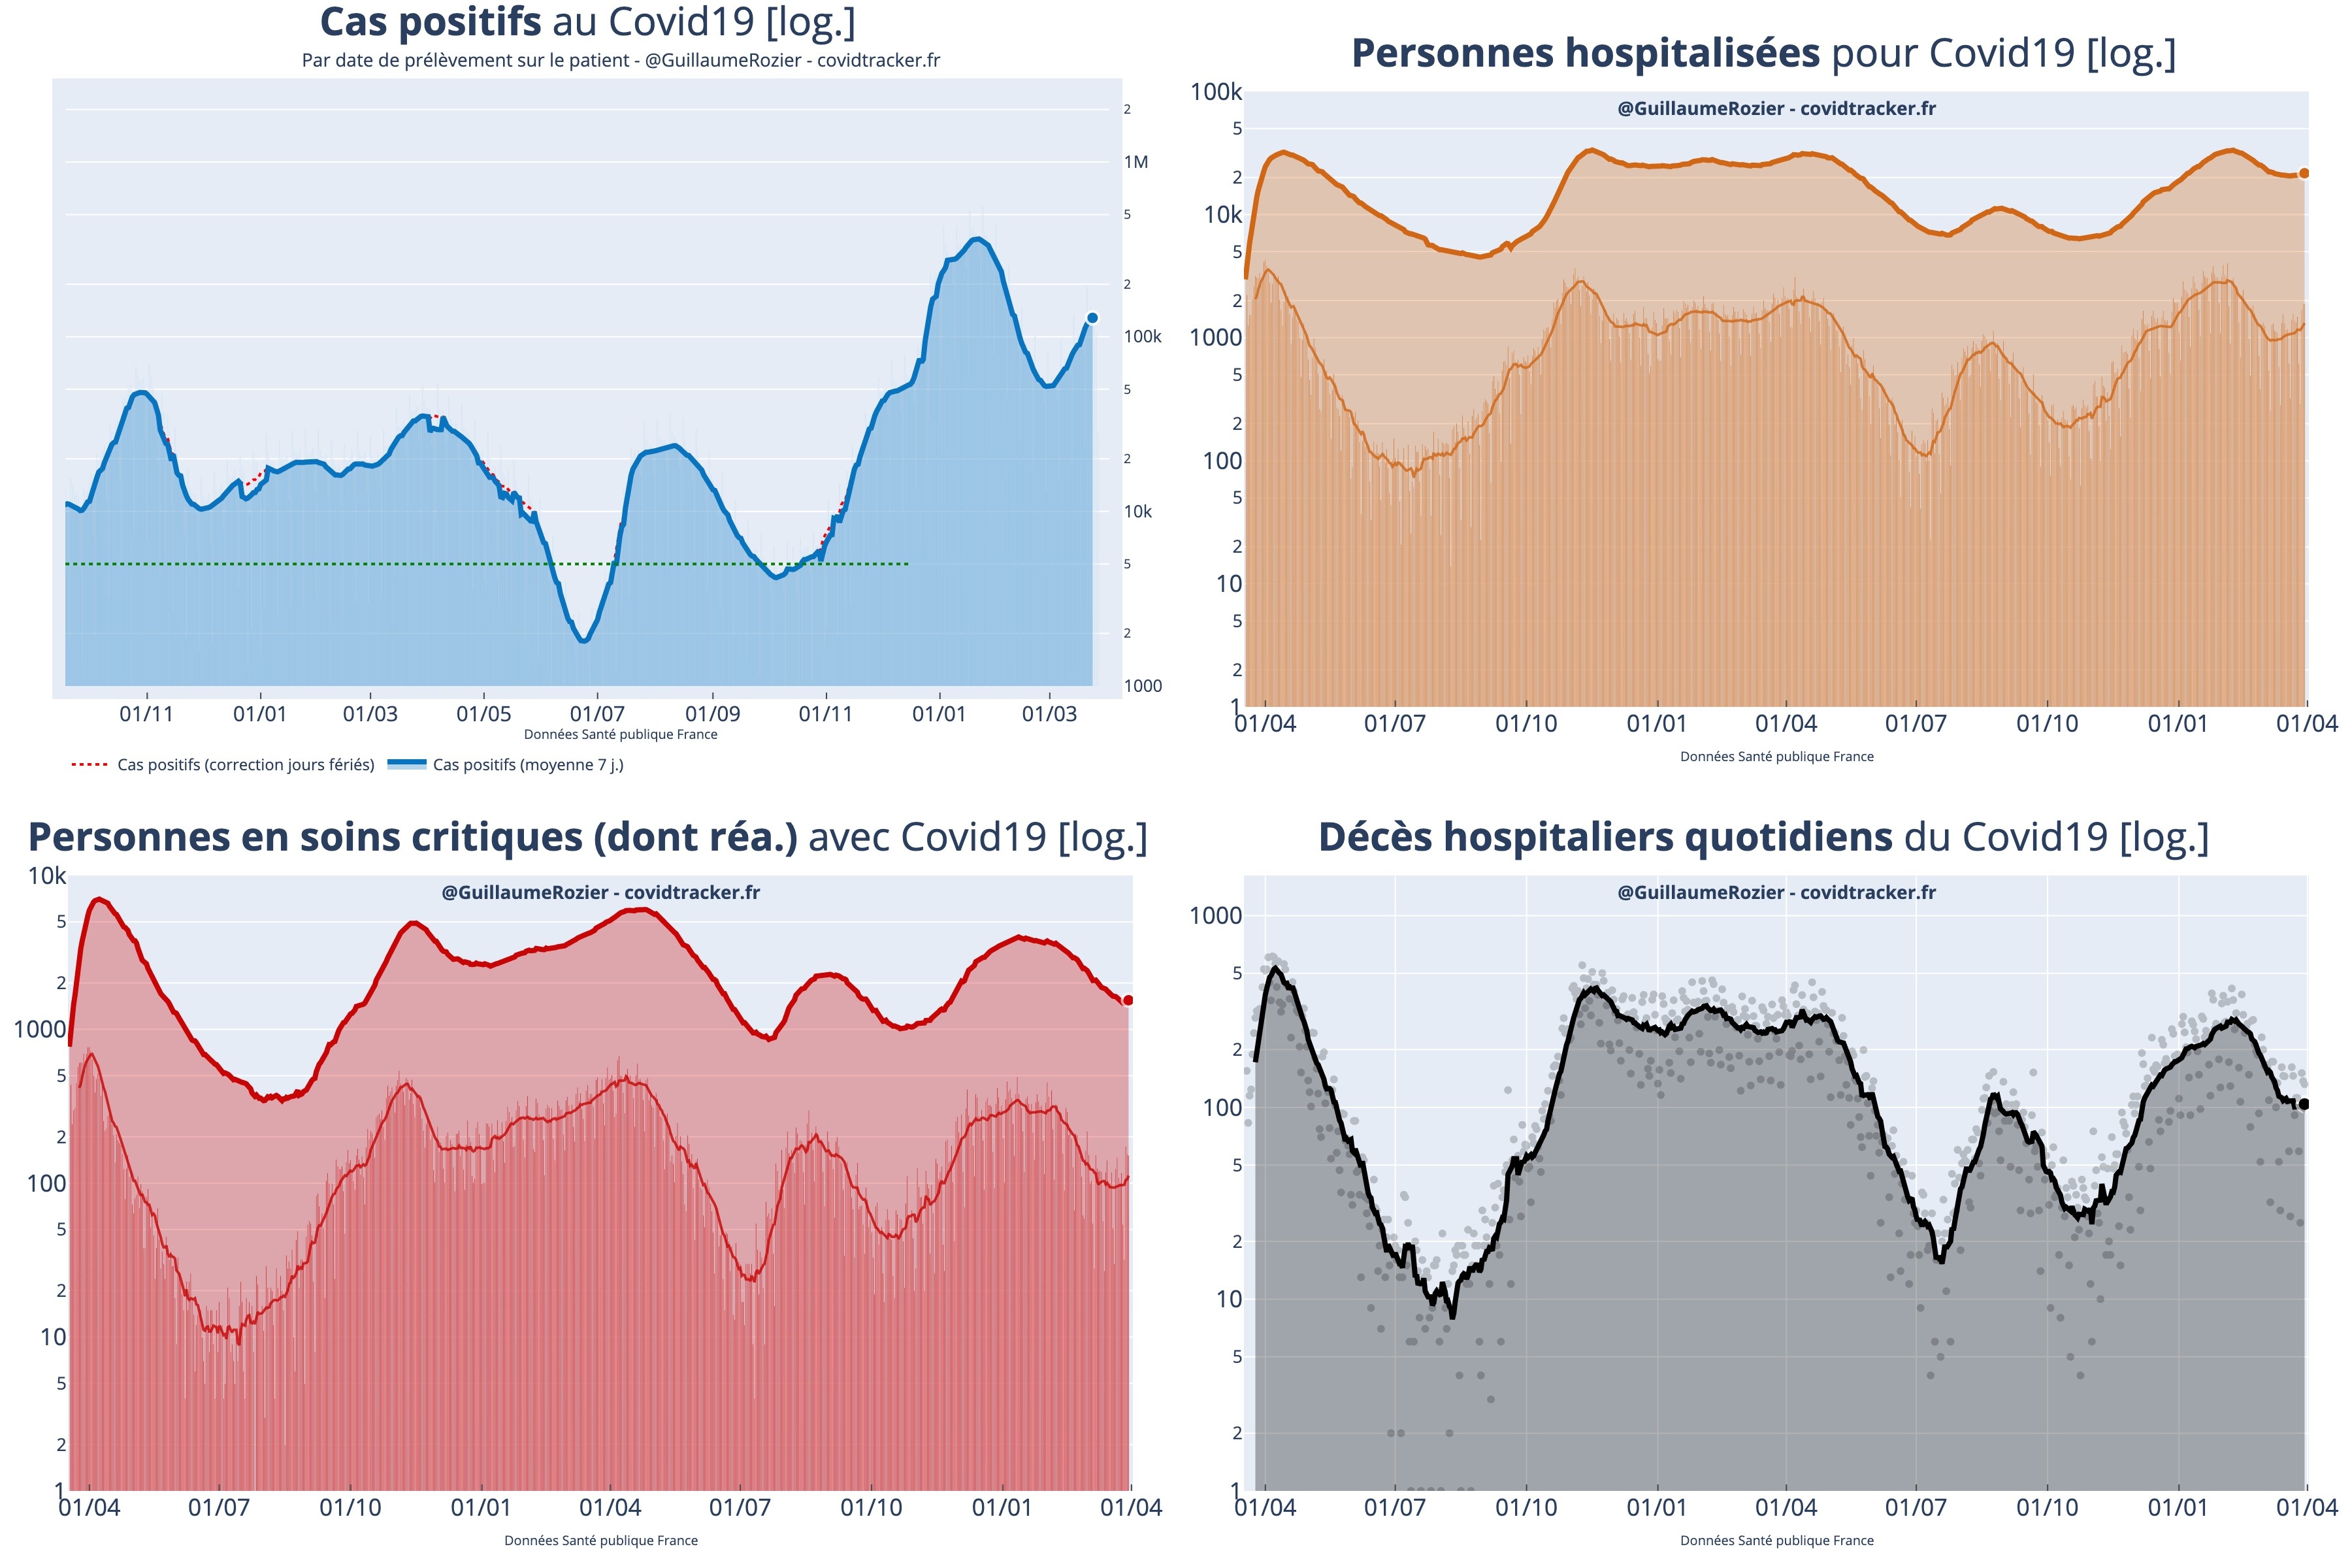 Cas positifs au Covid19 [log.]
Par date de prélèvement sur le patient - @GuillaumeRozier - covidtracker.fr
2
1M
5
2
100k
5
2
10k
5
2
1000
01/11 01/01 01/03 01/05 01/07 01/09 01/11 01/01 01/03
Données Santé publique France
Cas positifs (correction jours fériés) Cas positifs (moyenne 7 j.)
Personnes hospitalisées pour Covid19 [log.]
@GuillaumeRozier - covidtracker.fr
100k
5
2
10k
5
2
1000
5
2
100
5
2
10
5
2
1
01/04 01/07 01/10 01/01 01/04 01/07 01/10 01/01 01/04
Données Santé publique France
Personnes en soins critiques (dont réa.) avec Covid19 [log.]
@GuillaumeRozier - covidtracker.fr
10k
5
2
1000
5
2
100
5
2
10
5
2
1
01/04 01/07 01/10 01/01 01/04 01/07 01/10 01/01 01/04
Données Santé publique France
Décès hospitaliers quotidiens du Covid19 [log.]
@GuillaumeRozier - covidtracker.fr
1000
5
2
100
5
2
10
5
2
1
01/04 01/07 01/10 01/01 01/04 01/07 01/10 01/01 01/04
Données Santé publique France